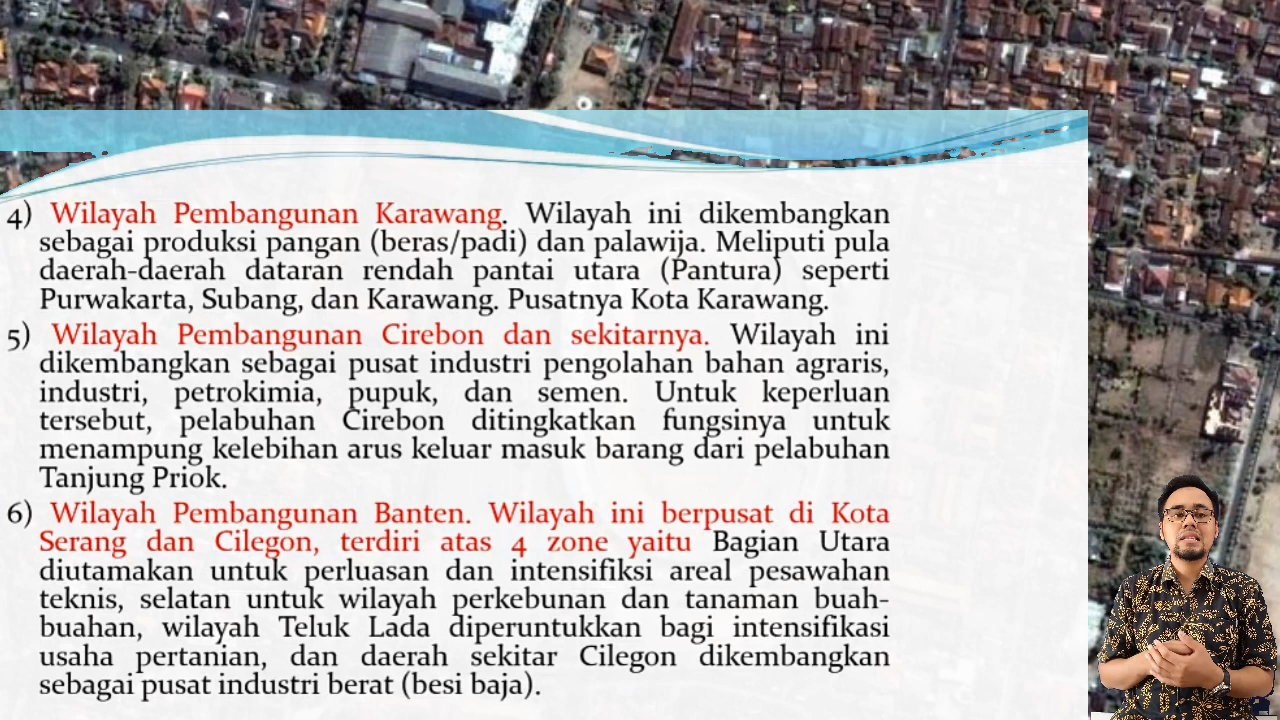 4) Wilayah Pembangunan Karawang. Wilayah ini dikembangkan
sebagai produksi pangan (beras/padi) dan palawija. Meliputi pula
daerah-daerah dataran rendah pantai utara (Pantura) seperti
Purwakarta, Subang, dan Karawang. Pusatnya Kota Karawang.
5) Wilayah Pembangunan Cirebon dan sekitarnya. Wilayah ini
dikembangkan sebagai pusat industri pengolahan bahan agraris,
industri, petrokimia, pupuk, dan semen. Untuk keperluan
tersebut, pelabuhan Cirebon ditingkatkan fungsinya untuk
menampung kelebihan arus keluar masuk barang dari pelabuhan
Tanjung Priok.
6) Wilayah Pembangunan Banten. Wilayah ini berpusat di Kota
Serang dan Cilegon, terdiri atas 4 zone yaitu Bagian Utara
diutamakan untuk perluasan dan intensifiksi areal pesawahan
teknis, selatan untuk wilayah perkebunan dan tanaman buah-
buahan, wilayah Teluk Lada diperuntukkan bagi intensifikasi
usaha pertanian, dan daerah sekitar Cilegon dikembangkan
sebagai pusat industri berat (besi baja).